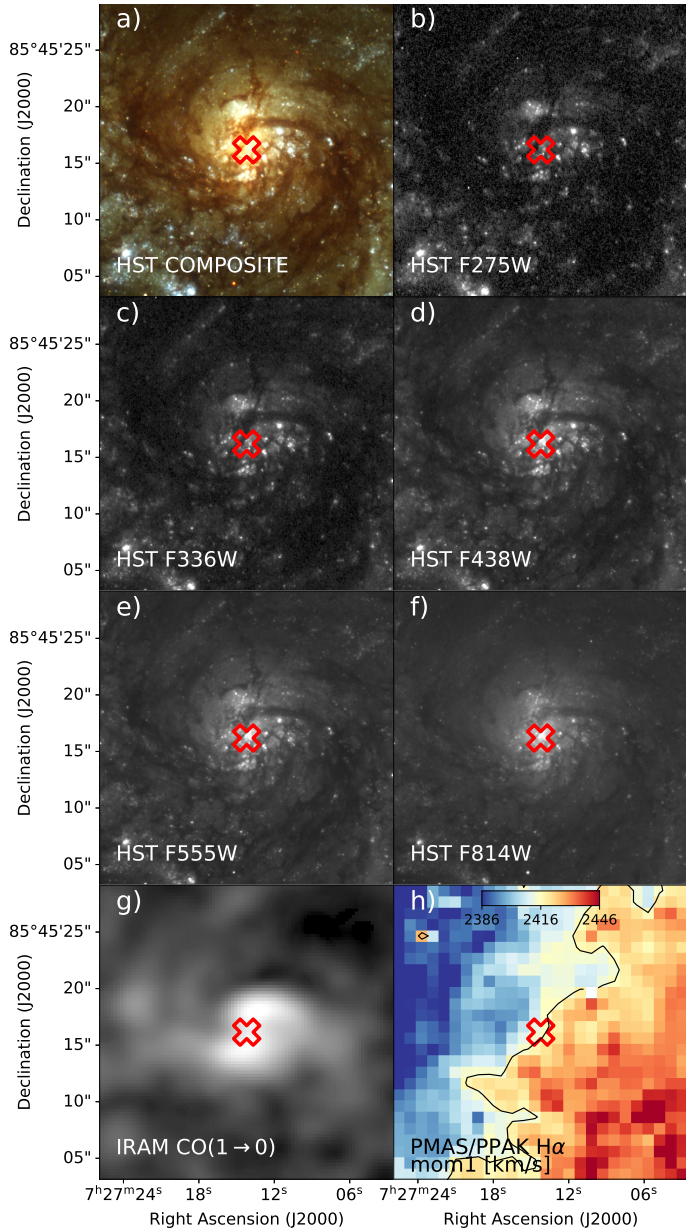 a)
b)
85°45'25"
20"
15"
10"
05"
Declination (J2000)
HST COMPOSITE
HST F275W
c)
d)
85°45'25"
20"
15"
10"
05"
Declination (J2000)
HST F336W
HST F438W
e)
f)
85°45'25"
20"
15"
10"
05"
Declination (J2000)
HST F555W
HST F814W
g)
h)
2386 2416 2446
85°45'25"
20"
15"
10"
05"
Declination (J2000)
IRAM CO(1 → 0)
PMAS/PPAK Hα
mom1 [km/s]
7ʰ27ᵐ24ˢ 18ˢ 12ˢ 06ˢ
18ˢ 12ˢ 06ˢ
Right Ascension (J2000)
Right Ascension (J2000)